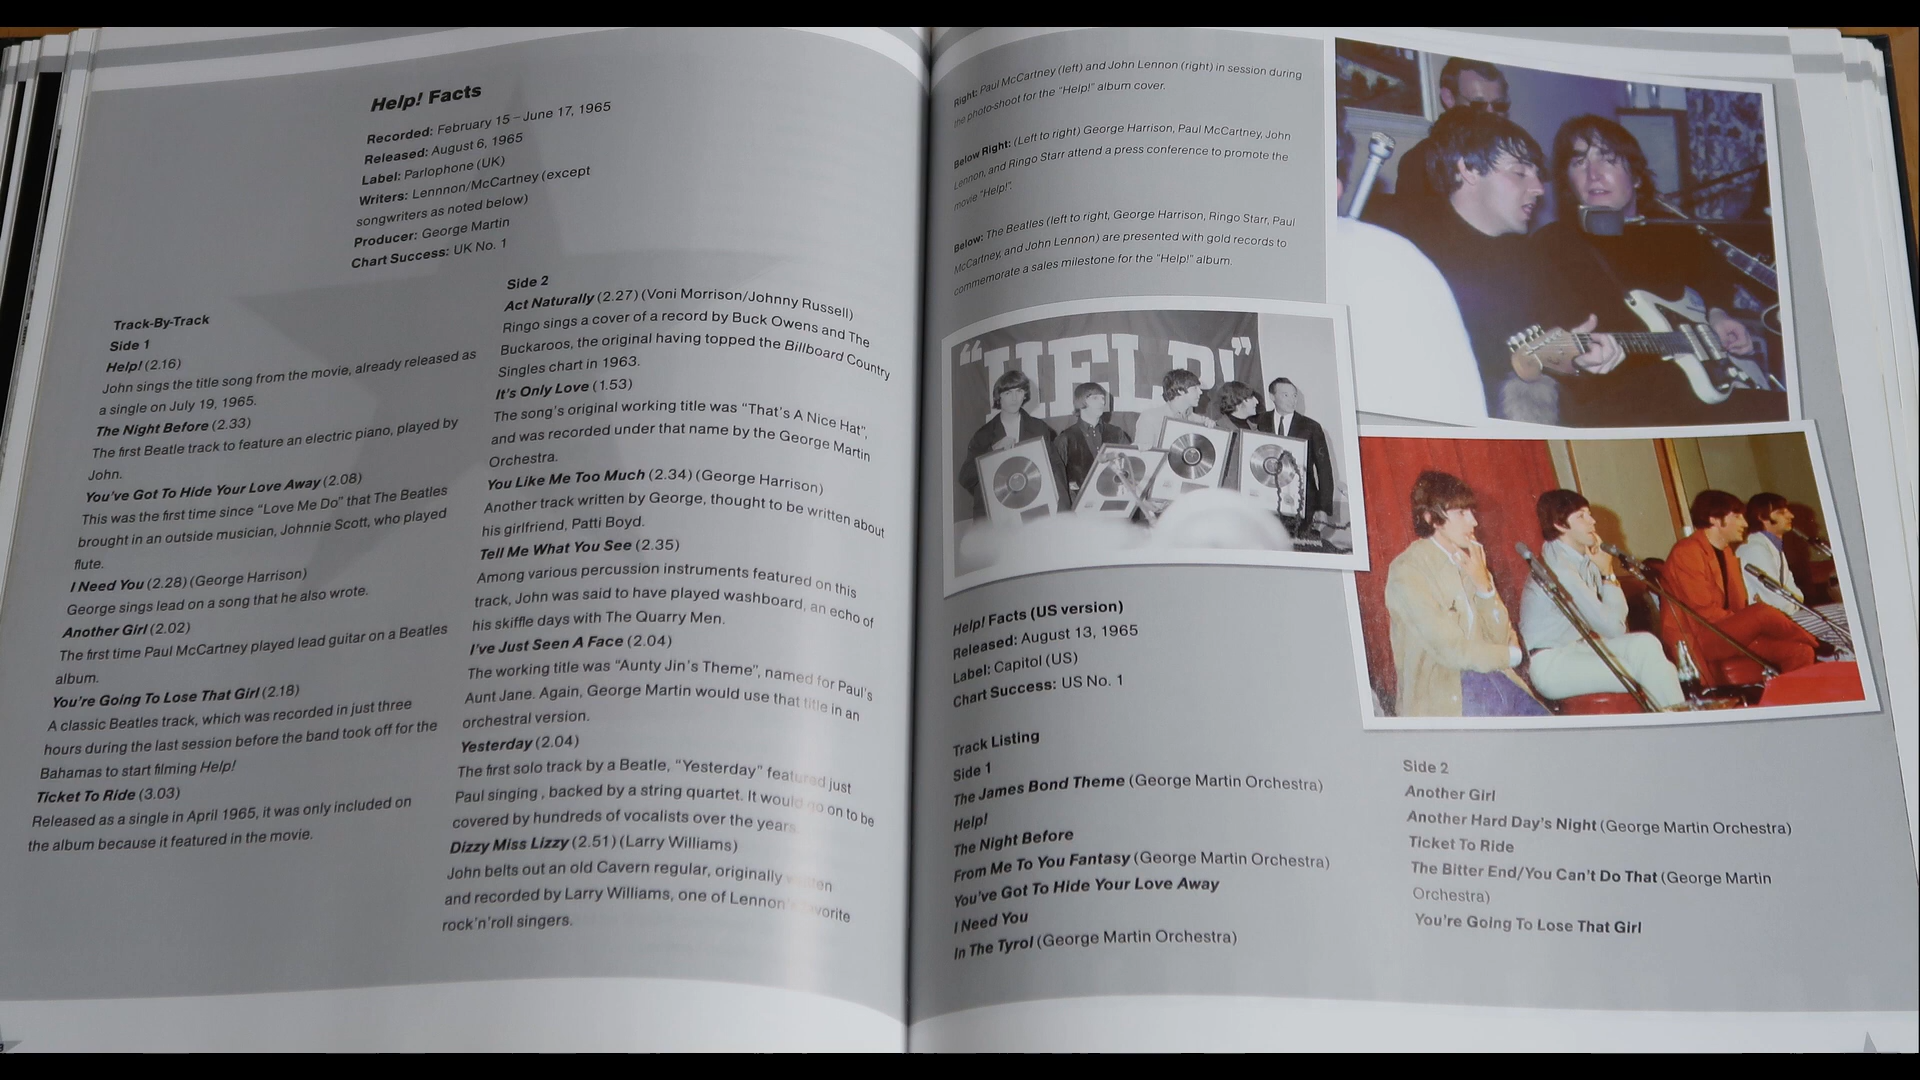 Help! Facts
Recorded: February 15 – June 17, 1965
Released: August 6, 1965
Label: Parlophone (UK)
Writers: Lennnon/McCartney (except
songwriters as noted below)
Producer: George Martin
Chart Success: UK No. 1
Track-By-Track
Side 1
Help! (2.16)
John sings the title song from the movie, already released as
a single on July 19, 1965.
The Night Before (2.33)
The first Beatle track to feature an electric piano, played by
John.
You've Got To Hide Your Love Away (2.08)
This was the first time since "Love Me Do" that The Beatles
brought in an outside musician, Johnnie Scott, who played
flute.
I Need You (2.28) (George Harrison)
George sings lead on a song that he also wrote.
Another Girl (2.02)
The first time Paul McCartney played lead guitar on a Beatles
album.
You're Going To Lose That Girl (2.18)
A classic Beatles track, which was recorded in just three
hours during the last session before the band took off for the
Bahamas to start filming Help!
Ticket To Ride (3.03)
Released as a single in April 1965, it was only included on
the album because it featured in the movie.
Side 2
Act Naturally (2.27) (Voni Morrison/Johnny Russell)
Ringo sings a cover of a record by Buck Owens and The
Buckaroos, the original having topped the Billboard Country
Singles chart in 1963.
It's Only Love (1.53)
The song's original working title was "That's A Nice Hat",
and was recorded under that name by the George Martin
Orchestra.
You Like Me Too Much (2.34) (George Harrison)
Another track written by George, thought to be written about
his girlfriend, Patti Boyd.
Tell Me What You See (2.35)
Among various percussion instruments featured on this
track, John was said to have played washboard, an echo of
his skiffle days with The Quarry Men.
I've Just Seen A Face (2.04)
The working title was "Aunty Jin's Theme", named for Paul's
Aunt Jane. Again, George Martin would use that title in an
orchestral version.
Yesterday (2.04)
The first solo track by a Beatle, "Yesterday" featured just
Paul singing , backed by a string quartet. It would go on to be
covered by hundreds of vocalists over the years.
Dizzy Miss Lizzy (2.51) (Larry Williams)
John belts out an old Cavern regular, originally written
and recorded by Larry Williams, one of Lennon's favorite
rock'n'roll singers.
Right: Paul McCartney (left) and John Lennon (right) in session during
the photo-shoot for the "Help!" album cover.
Below Right: (Left to right) George Harrison, Paul McCartney, John
Lennon, and Ringo Starr attend a press conference to promote the
movie "Help!".
Below: The Beatles (left to right, George Harrison, Ringo Starr, Paul
McCartney, and John Lennon) are presented with gold records to
commemorate a sales milestone for the "Help!" album.
"HELP!"
Help! Facts (US version)
Released: August 13, 1965
Label: Capitol (US)
Chart Success: US No. 1
Track Listing
Side 1
The James Bond Theme (George Martin Orchestra)
Help!
The Night Before
From Me To You Fantasy (George Martin Orchestra)
You've Got To Hide Your Love Away
I Need You
In The Tyrol (George Martin Orchestra)
Side 2
Another Girl
Another Hard Day's Night (George Martin Orchestra)
Ticket To Ride
The Bitter End/You Can't Do That (George Martin
Orchestra)
You're Going To Lose That Girl